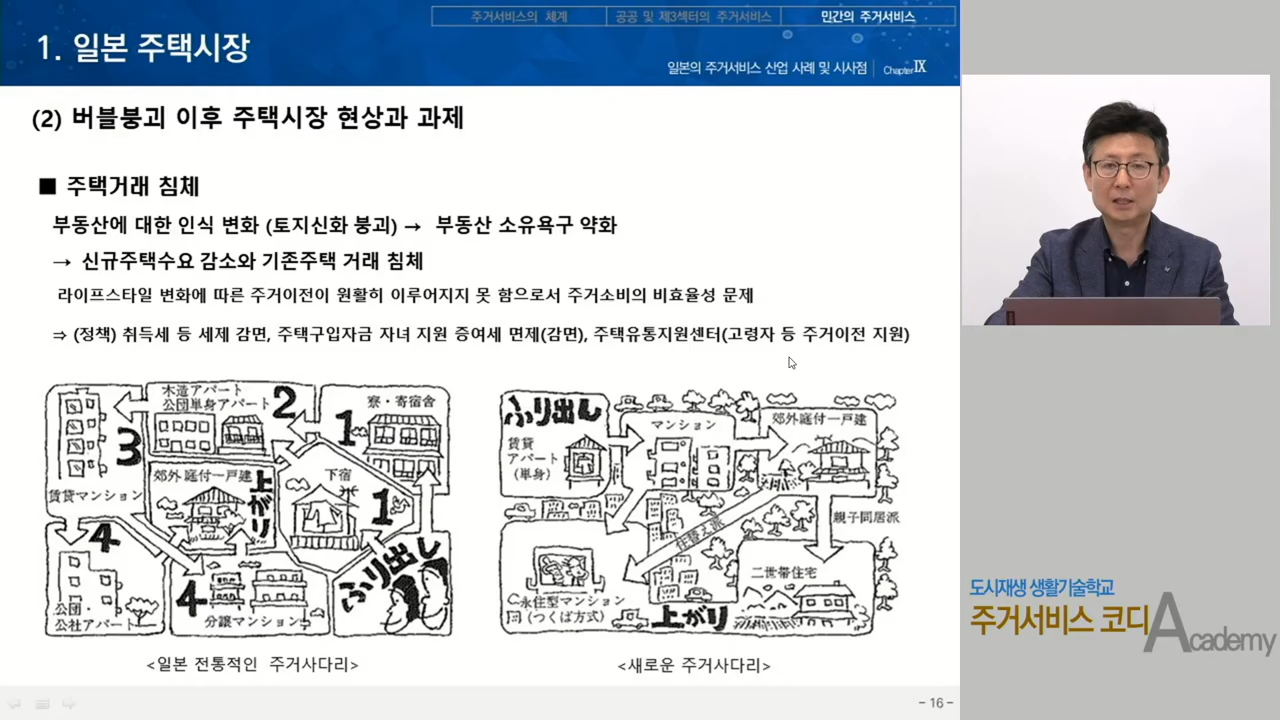 주거서비스의 체계
공공 및 제3섹터의 주거서비스
민간의 주거서비스
1. 일본 주택시장
일본의 주거서비스 산업 사례 및 시사점 Chapter IX
(2) 버블붕괴 이후 주택시장 현상과 과제
■ 주택거래 침체
부동산에 대한 인식 변화 (토지신화 붕괴) → 부동산 소유욕구 약화
→ 신규주택수요 감소와 기존주택 거래 침체
라이프스타일 변화에 따른 주거이전이 원활히 이루어지지 못 함으로서 주거소비의 비효율성 문제
⇒ (정책) 취득세 등 세제 감면, 주택구입자금 자녀 지원 증여세 면제(감면), 주택유통지원센터(고령자 등 주거이전 지원)
木造アパート
公団単身アパート
2
寮・寄宿舎
1
3
賃貸マンション
郊外庭付一戸建
上がり
下宿
1
4
4
ふり出し
公団・
公社アパート
分譲マンション
<일본 전통적인 주거사다리>
ふり出し
賃貸
アパート
(単身)
マンション
郊外庭付一戸建
住替え派
親子同居派
二世帯住宅
永住型マンション
(つくば方式)
上がり
<새로운 주거사다리>
- 16 -
도시재생 생활기술학교
주거서비스 코디
Academy